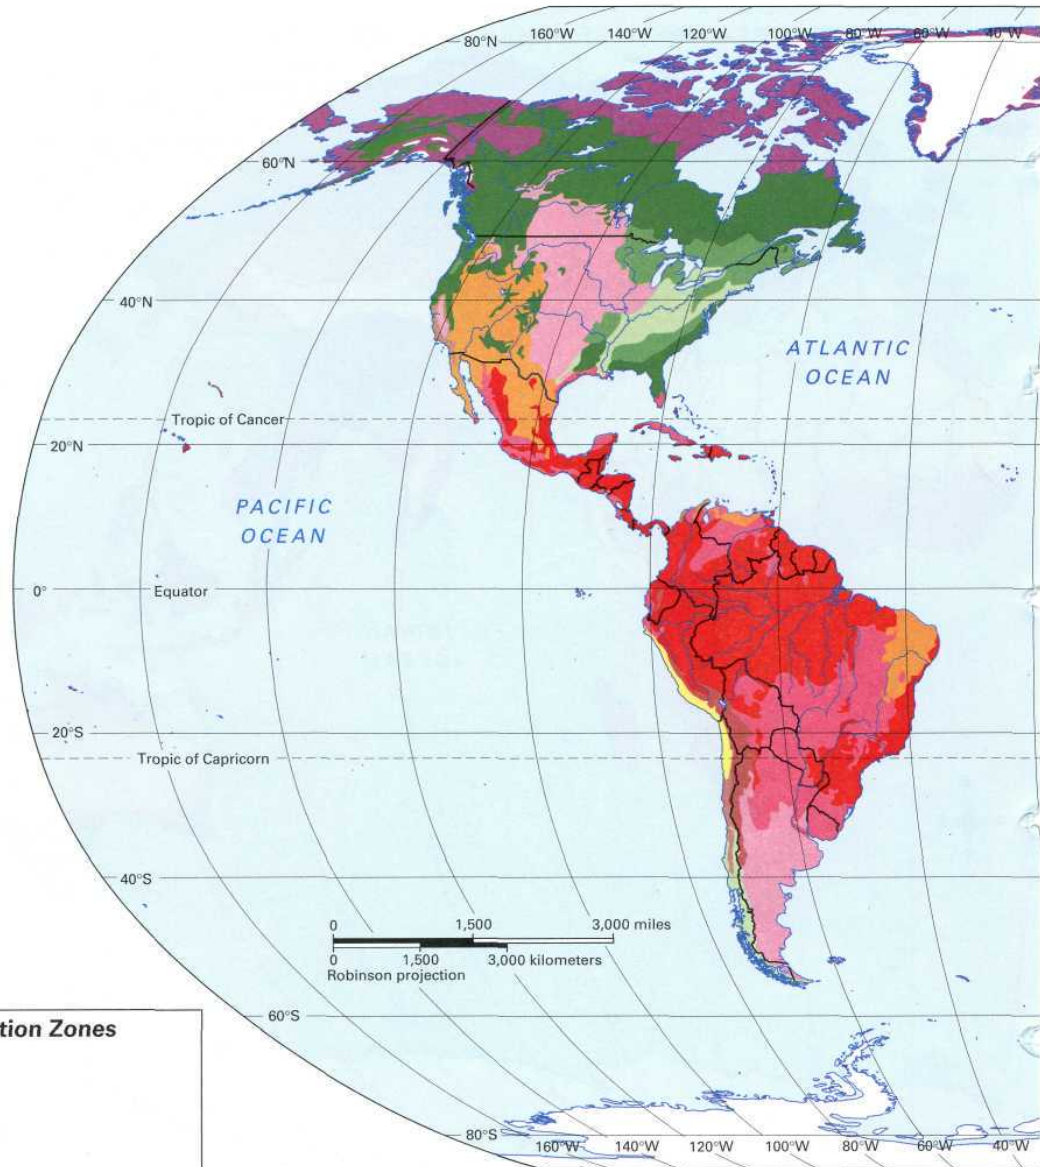 160°W 140°W 120°W 100°W 80°W 60°W 40°W
80°N
60°N
40°N
ATLANTIC
OCEAN
Tropic of Cancer
20°N
PACIFIC
OCEAN
0°
Equator
20°S
Tropic of Capricorn
40°S
0 1,500 3,000 miles
0 1,500 3,000 kilometers
Robinson projection
60°S
tion Zones
80°S
160°W 140°W 120°W 100°W 80°W 60°W 40°W